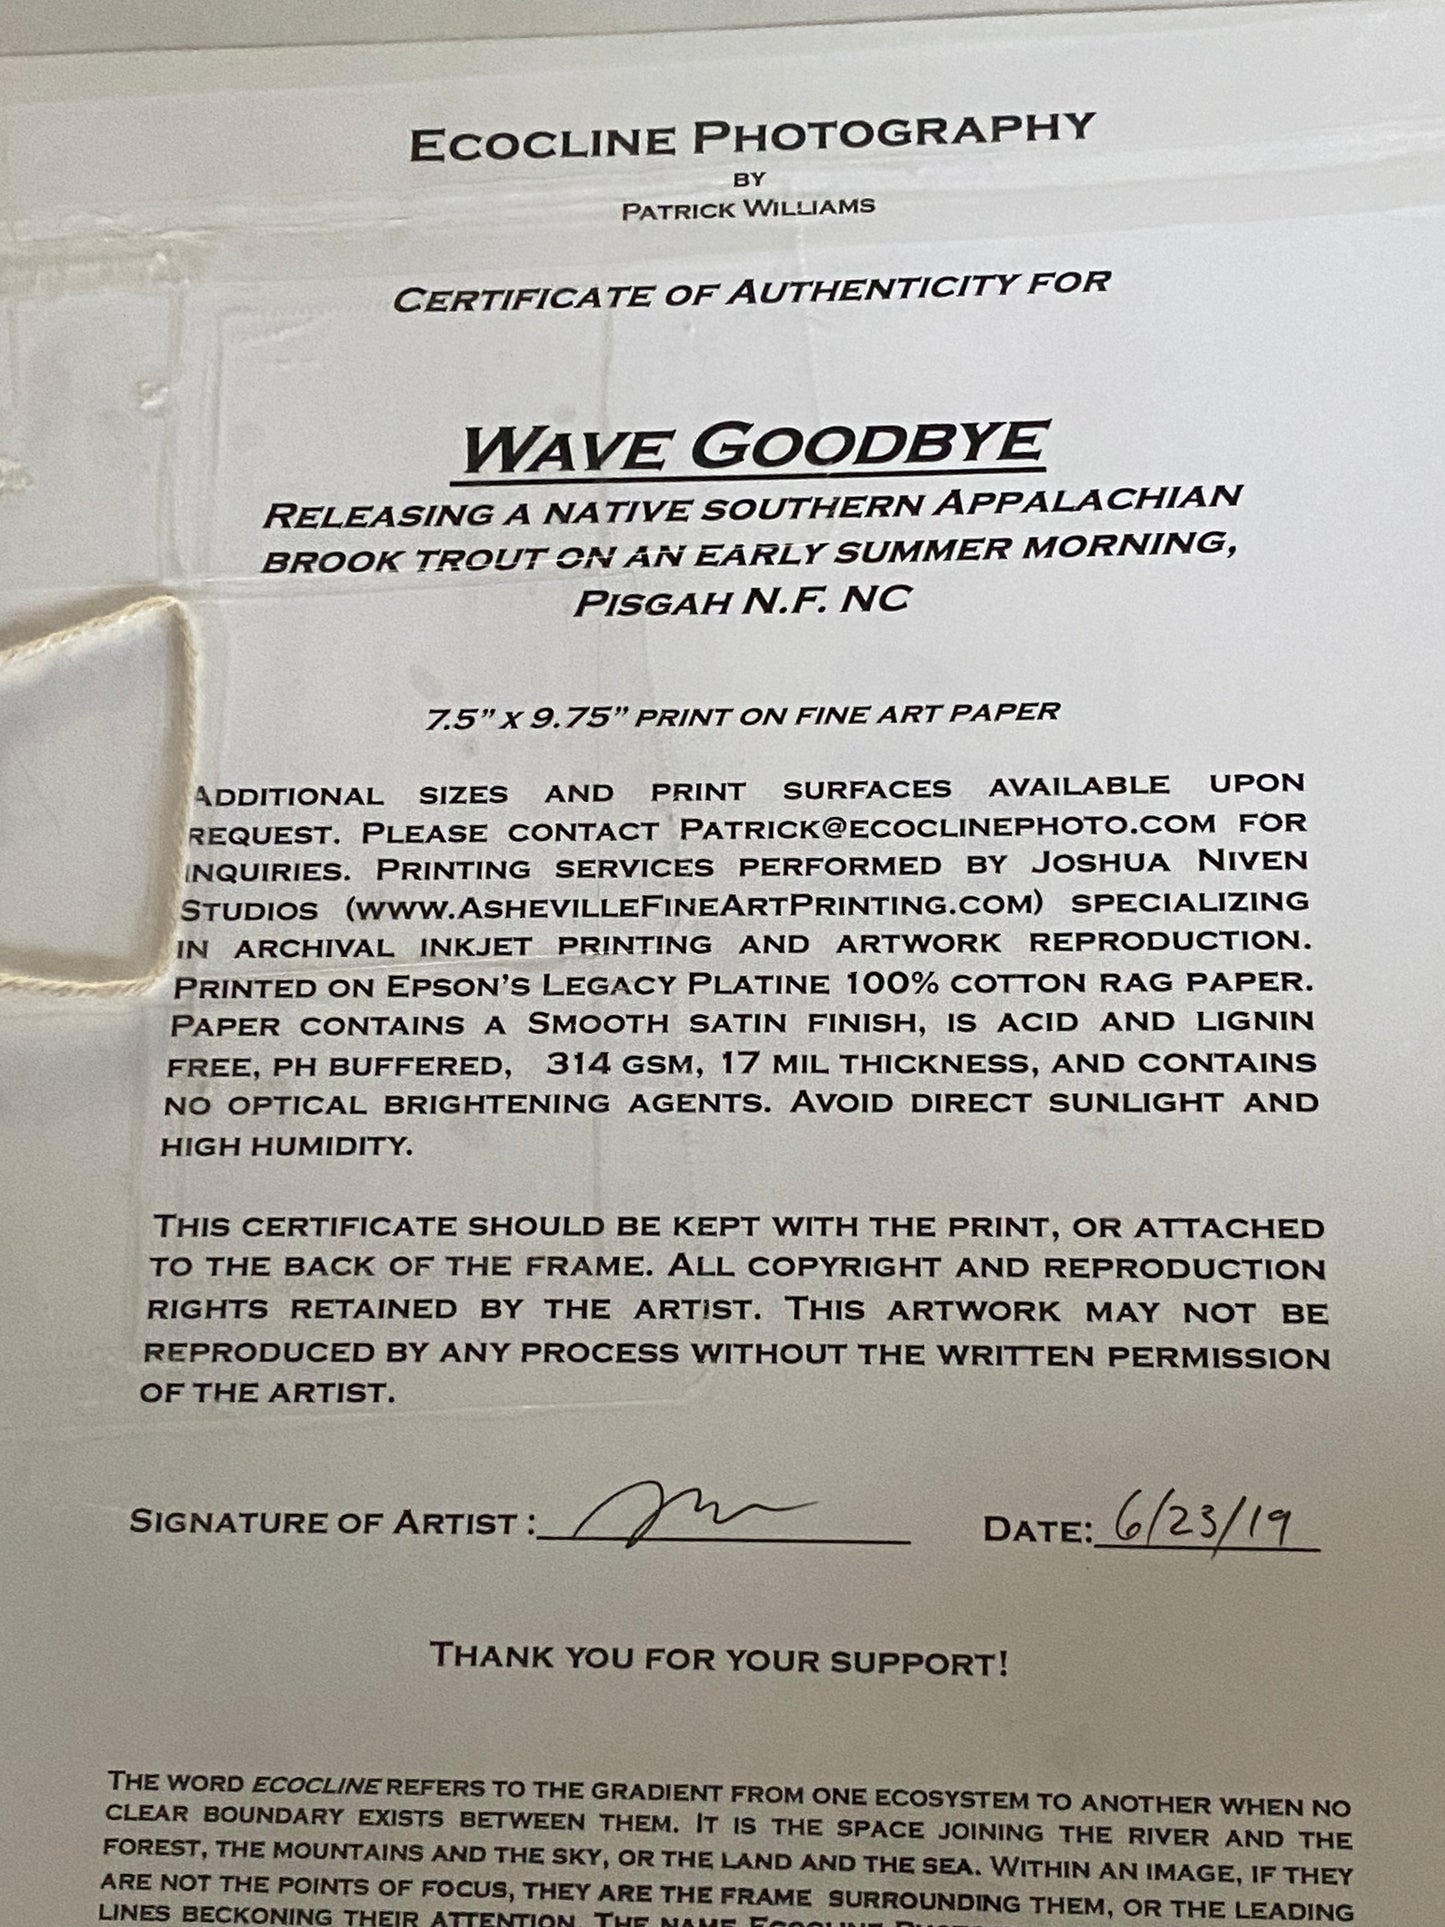 ECOCLINE PHOTOGRAPHY
BY
PATRICK WILLIAMS
CERTIFICATE OF AUTHENTICITY FOR
WAVE GOODBYE
RELEASING A NATIVE SOUTHERN APPALACHIAN
BROOK TROUT ON AN EARLY SUMMER MORNING,
PISGAH N.F. NC
7.5” X 9.75” PRINT ON FINE ART PAPER
ADDITIONAL SIZES AND PRINT SURFACES AVAILABLE UPON
REQUEST. PLEASE CONTACT PATRICK@ECOCLINEPHOTO.COM FOR
INQUIRIES. PRINTING SERVICES PERFORMED BY JOSHUA NIVEN
STUDIOS (WWW.ASHEVILLEFINEARTPRINTING.COM) SPECIALIZING
IN ARCHIVAL INKJET PRINTING AND ARTWORK REPRODUCTION.
PRINTED ON EPSON’S LEGACY PLATINE 100% COTTON RAG PAPER.
PAPER CONTAINS A SMOOTH SATIN FINISH, IS ACID AND LIGNIN
FREE, PH BUFFERED, 314 GSM, 17 MIL THICKNESS, AND CONTAINS
NO OPTICAL BRIGHTENING AGENTS. AVOID DIRECT SUNLIGHT AND
HIGH HUMIDITY.
THIS CERTIFICATE SHOULD BE KEPT WITH THE PRINT, OR ATTACHED
TO THE BACK OF THE FRAME. ALL COPYRIGHT AND REPRODUCTION
RIGHTS RETAINED BY THE ARTIST. THIS ARTWORK MAY NOT BE
REPRODUCED BY ANY PROCESS WITHOUT THE WRITTEN PERMISSION
OF THE ARTIST.
SIGNATURE OF ARTIST : DATE: 6/23/19
THANK YOU FOR YOUR SUPPORT!
THE WORD ECOCLINE REFERS TO THE GRADIENT FROM ONE ECOSYSTEM TO ANOTHER WHEN NO
CLEAR BOUNDARY EXISTS BETWEEN THEM. IT IS THE SPACE JOINING THE RIVER AND THE
FOREST, THE MOUNTAINS AND THE SKY, OR THE LAND AND THE SEA. WITHIN AN IMAGE, IF THEY
ARE NOT THE POINTS OF FOCUS, THEY ARE THE FRAME SURROUNDING THEM, OR THE LEADING
LINES BECKONING THEIR ATTENTION. THE NAME ECOCLINE